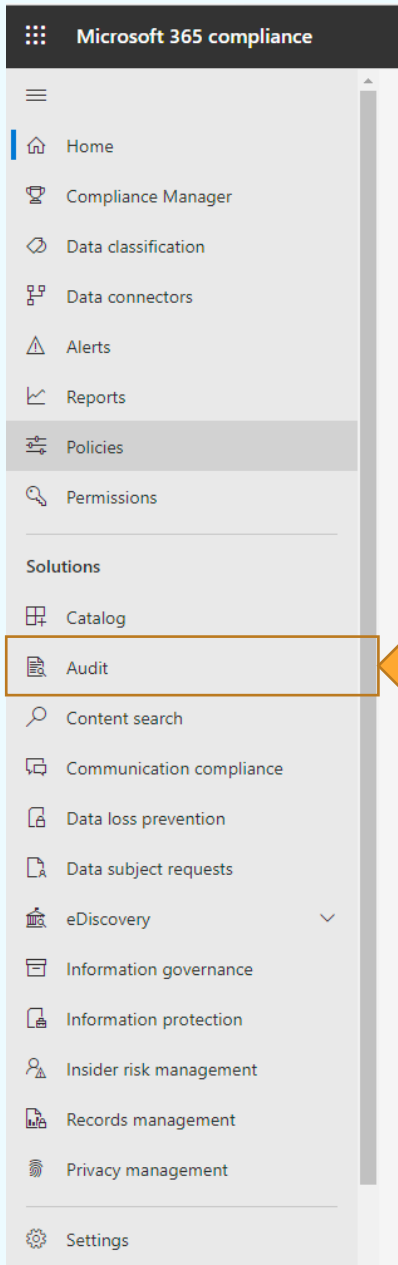 Microsoft 365 compliance
Home
Compliance Manager
Data classification
Data connectors
Alerts
Reports
Policies
Permissions
Solutions
Catalog
Audit
Content search
Communication compliance
Data loss prevention
Data subject requests
eDiscovery
Information governance
Information protection
Insider risk management
Records management
Privacy management
Settings